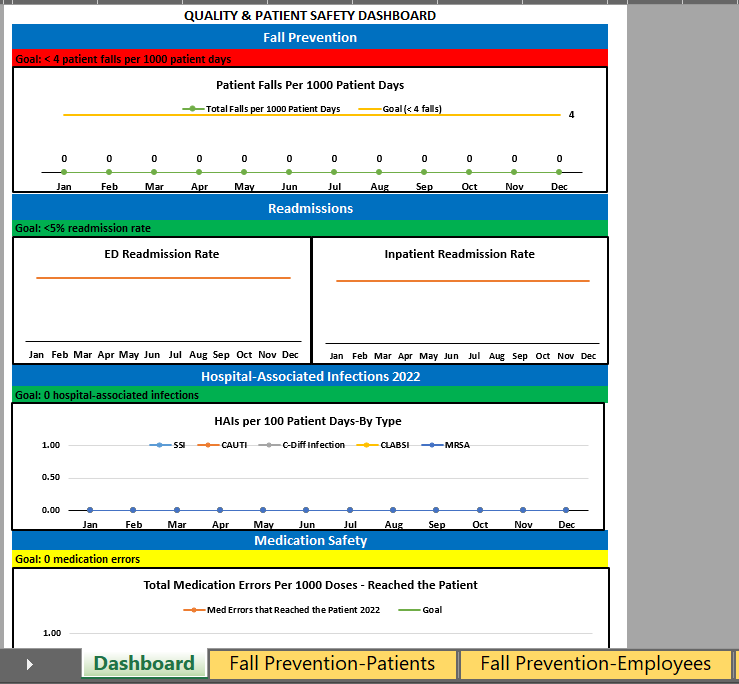 QUALITY & PATIENT SAFETY DASHBOARD
Fall Prevention
Goal: < 4 patient falls per 1000 patient days
Patient Falls Per 1000 Patient Days
Total Falls per 1000 Patient Days Goal (< 4 falls)
4
0 0 0 0 0 0 0 0 0 0 0 0
Jan Feb Mar Apr May Jun Jul Aug Sep Oct Nov Dec
Readmissions
Goal: <5% readmission rate
ED Readmission Rate
Jan Feb Mar Apr May Jun Jul Aug Sep Oct Nov Dec
Inpatient Readmission Rate
Jan Feb Mar Apr May Jun Jul Aug Sep Oct Nov Dec
Hospital-Associated Infections 2022
Goal: 0 hospital-associated infections
HAIs per 100 Patient Days-By Type
SSI CAUTI C-Diff Infection CLABSI MRSA
1.00
0.50
0.00
Jan Feb Mar Apr May Jun Jul Aug Sep Oct Nov Dec
Medication Safety
Goal: 0 medication errors
Total Medication Errors Per 1000 Doses - Reached the Patient
Med Errors that Reached the Patient 2022 Goal
1.00
Dashboard Fall Prevention-Patients Fall Prevention-Employees